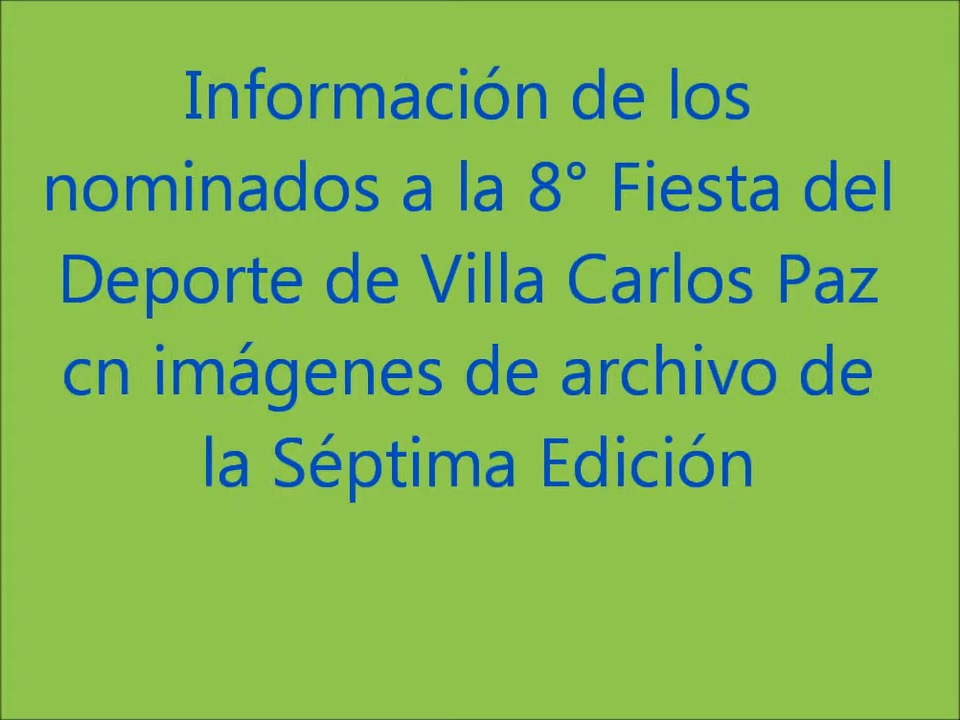 Información de los
nominados a la 8° Fiesta del
Deporte de Villa Carlos Paz
cn imágenes de archivo de
la Séptima Edición